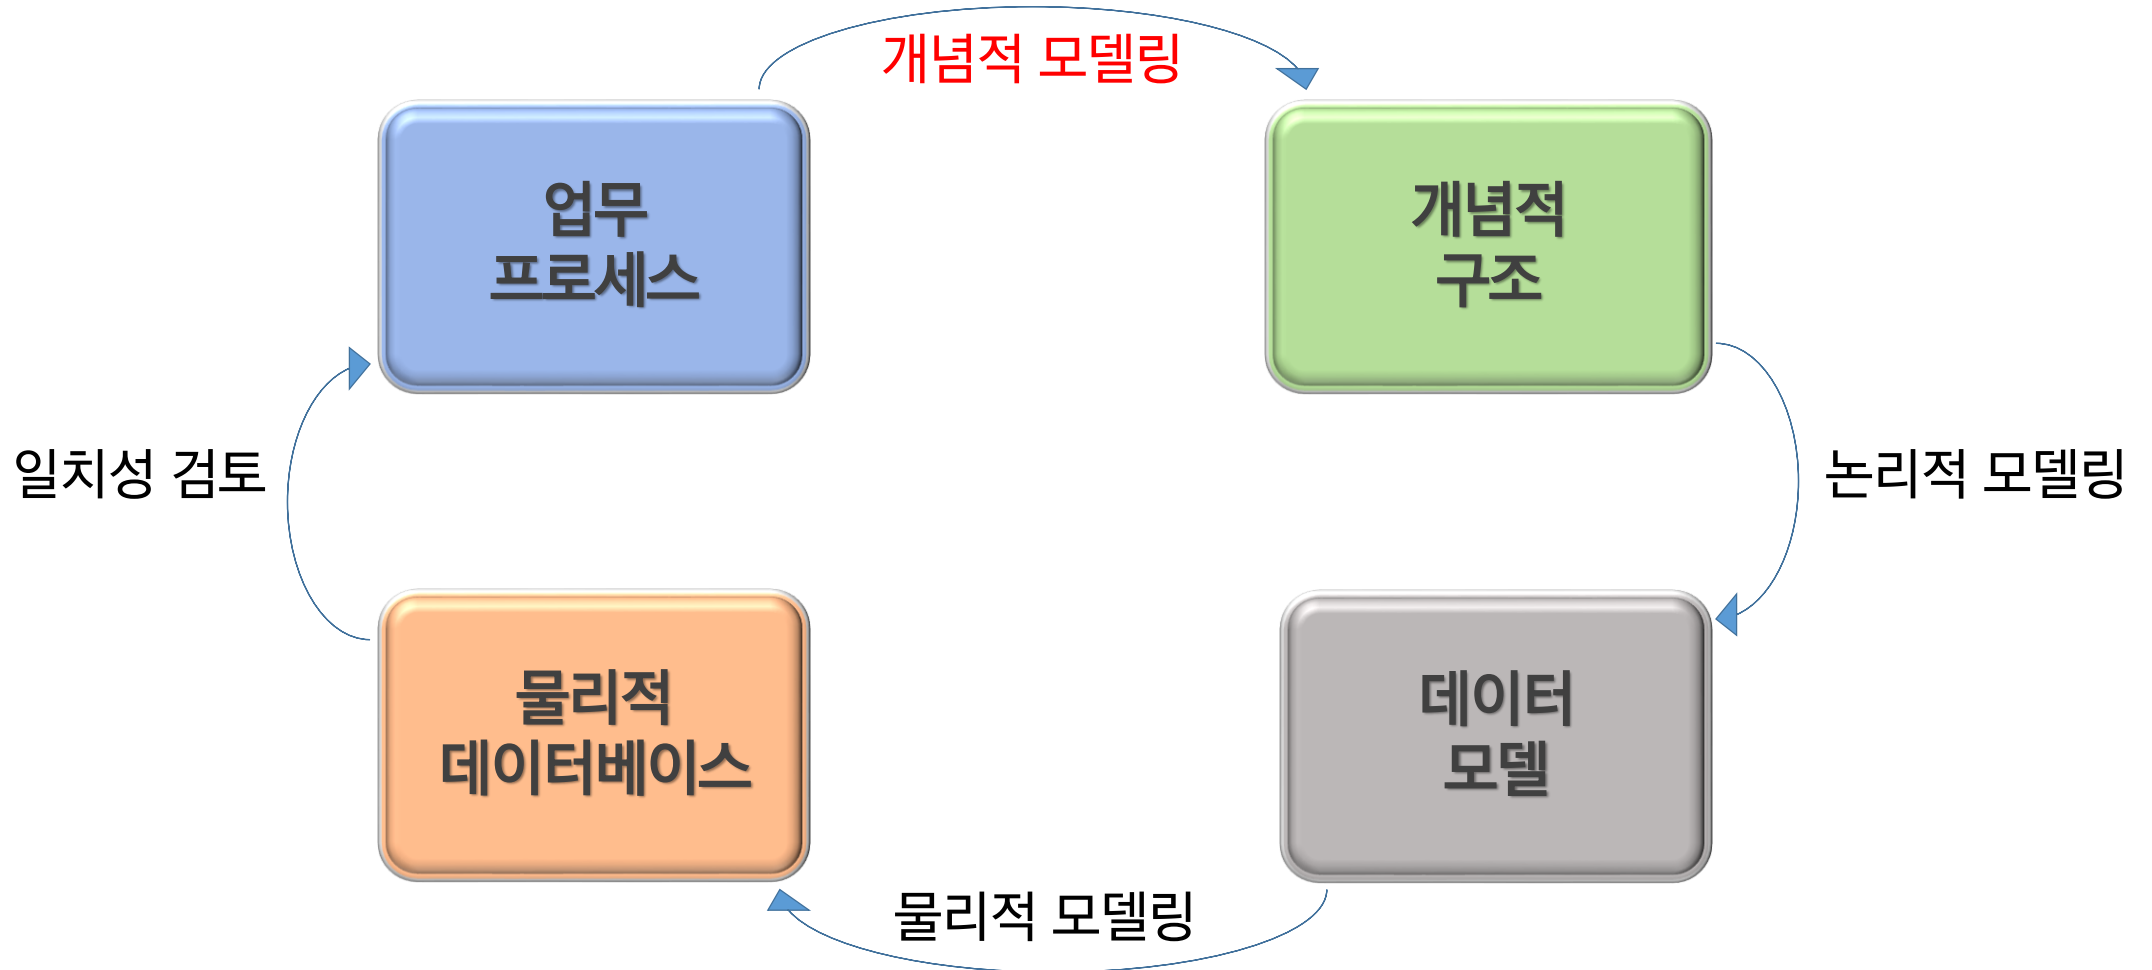 개념적 모델링
업무
프로세스
개념적
구조
일치성 검토
논리적 모델링
물리적
데이터베이스
데이터
모델
물리적 모델링